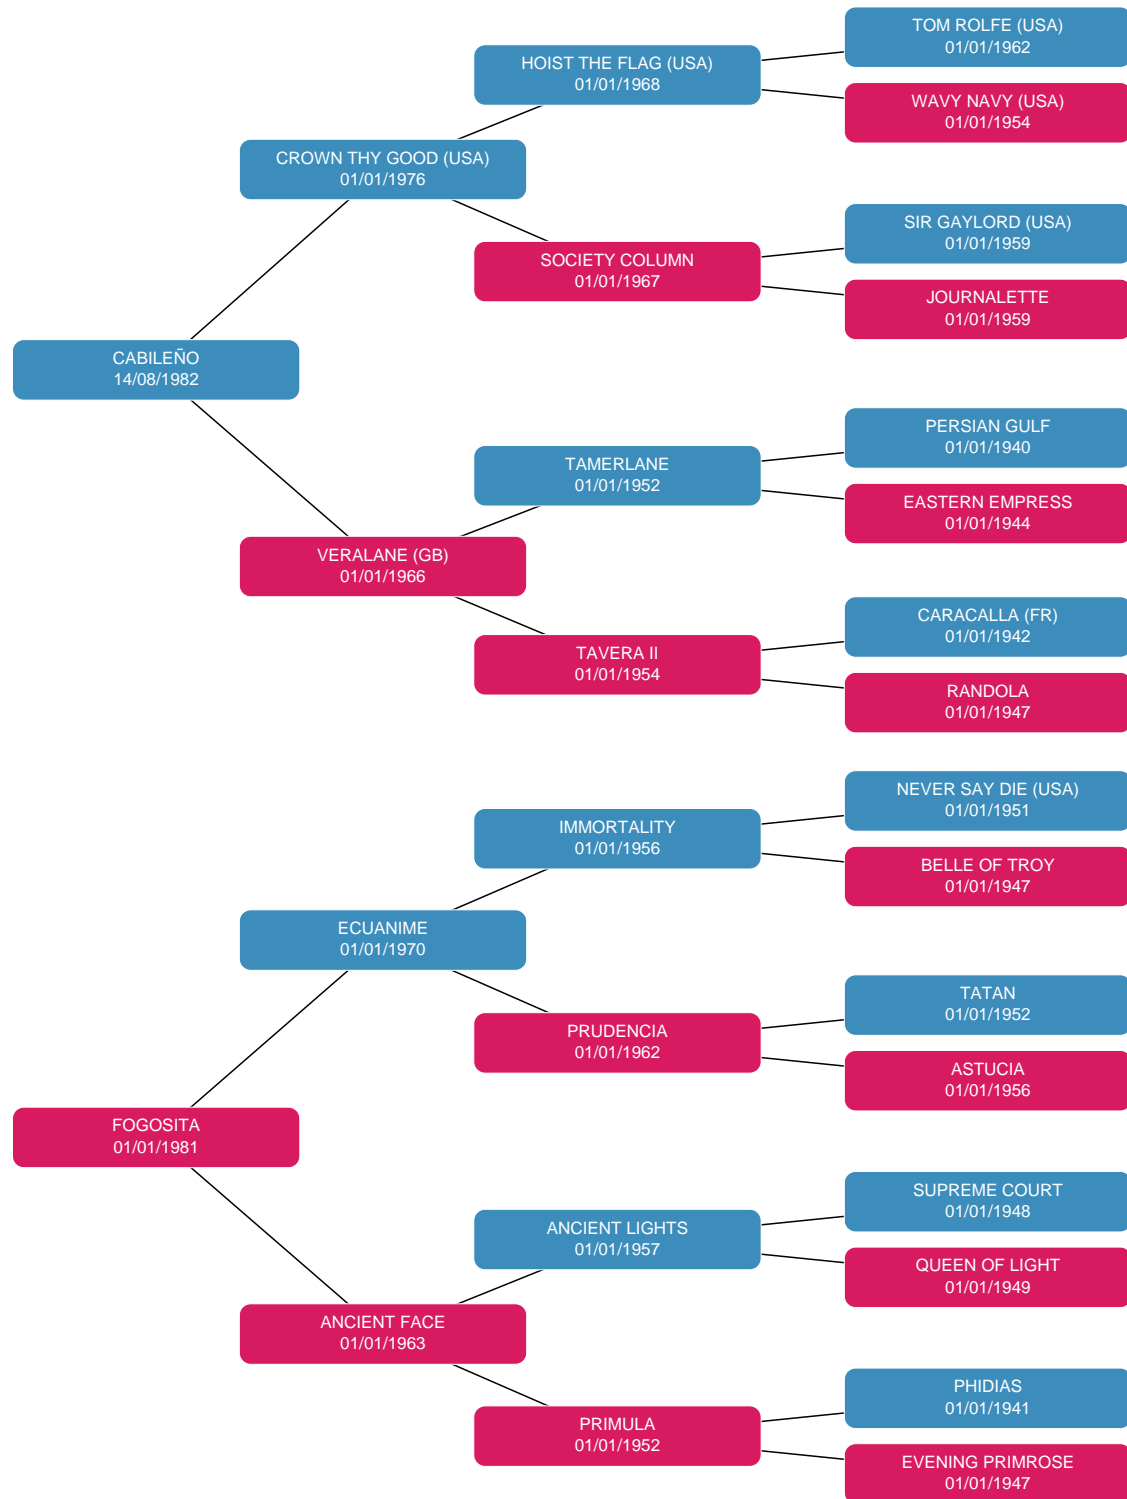 TOM ROLFE (USA)
01/01/1962
HOIST THE FLAG (USA)
01/01/1968
WAVY NAVY (USA)
01/01/1954
CROWN THY GOOD (USA)
01/01/1976
SIR GAYLORD (USA)
01/01/1959
SOCIETY COLUMN
01/01/1967
JOURNALETTE
01/01/1959
CABILEÑO
14/08/1982
PERSIAN GULF
01/01/1940
TAMERLANE
01/01/1952
EASTERN EMPRESS
01/01/1944
VERALANE (GB)
01/01/1966
CARACALLA (FR)
01/01/1942
TAVERA II
01/01/1954
RANDOLA
01/01/1947
NEVER SAY DIE (USA)
01/01/1951
IMMORTALITY
01/01/1956
BELLE OF TROY
01/01/1947
ECUANIME
01/01/1970
TATAN
01/01/1952
PRUDENCIA
01/01/1962
ASTUCIA
01/01/1956
FOGOSITA
01/01/1981
SUPREME COURT
01/01/1948
ANCIENT LIGHTS
01/01/1957
QUEEN OF LIGHT
01/01/1949
ANCIENT FACE
01/01/1963
PHIDIAS
01/01/1941
PRIMULA
01/01/1952
EVENING PRIMROSE
01/01/1947